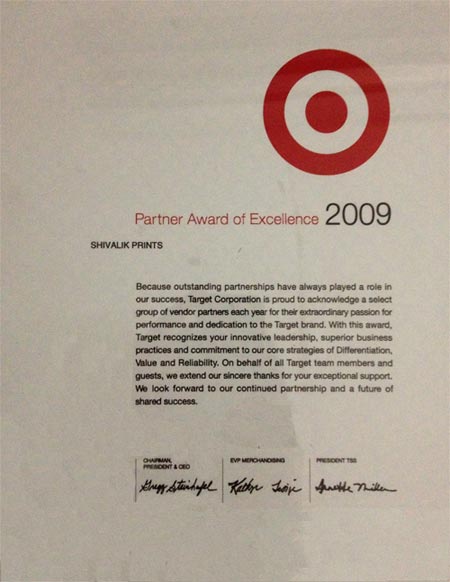 Partner Award of Excellence 2009
SHIVALIK PRINTS
Because outstanding partnerships have always played a role in
our success, Target Corporation is proud to acknowledge a select
group of vendor partners each year for their extraordinary passion for
performance and dedication to the Target brand. With this award,
Target recognizes your innovative leadership, superior business
practices and commitment to our core strategies of Differentiation,
Value and Reliability. On behalf of all Target team members and
guests, we extend our sincere thanks for your exceptional support.
We look forward to our continued partnership and a future of
shared success.
CHAIRMAN,
PRESIDENT & CEO
EVP MERCHANDISING
PRESIDENT TSS
Gregg Steinhafel